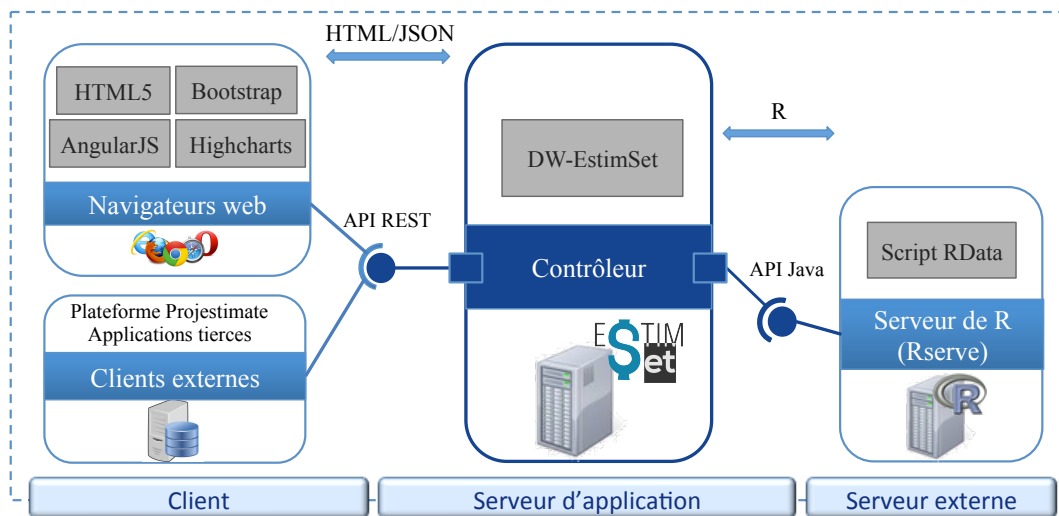 HTML/JSON
HTML5
Bootstrap
AngularJS
Highcharts
Navigateurs web
API REST
Plateforme Projestimate
Applications tierces
Clients externes
DW-EstimSet
Contrôleur
ESTIM
Set
R
API Java
Script RData
Serveur de R
(Rserve)
R
Client
Serveur d'application
Serveur externe